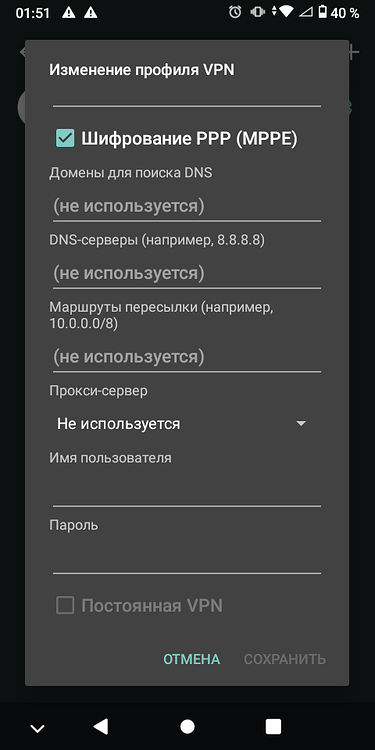 01:51
40 %
Изменение профиля VPN
Шифрование PPP (MPPE)
Домены для поиска DNS
(не используется)
DNS-серверы (например, 8.8.8.8)
(не используется)
Маршруты пересылки (например,
10.0.0.0/8)
(не используется)
Прокси-сервер
Не используется
Имя пользователя
Пароль
Постоянная VPN
ОТМЕНА СОХРАНИТЬ